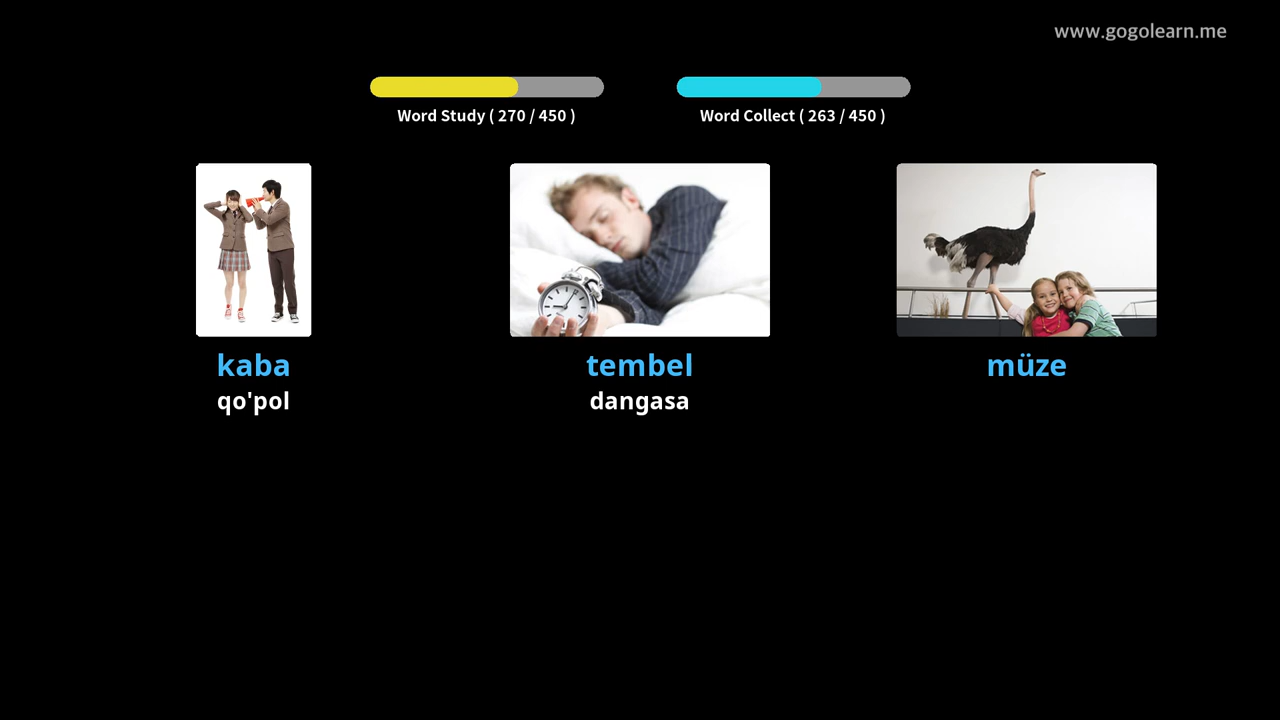 www.gogolearn.me
Word Study ( 270 / 450 )
Word Collect ( 263 / 450 )
kaba
tembel
müze
qo'pol
dangasa